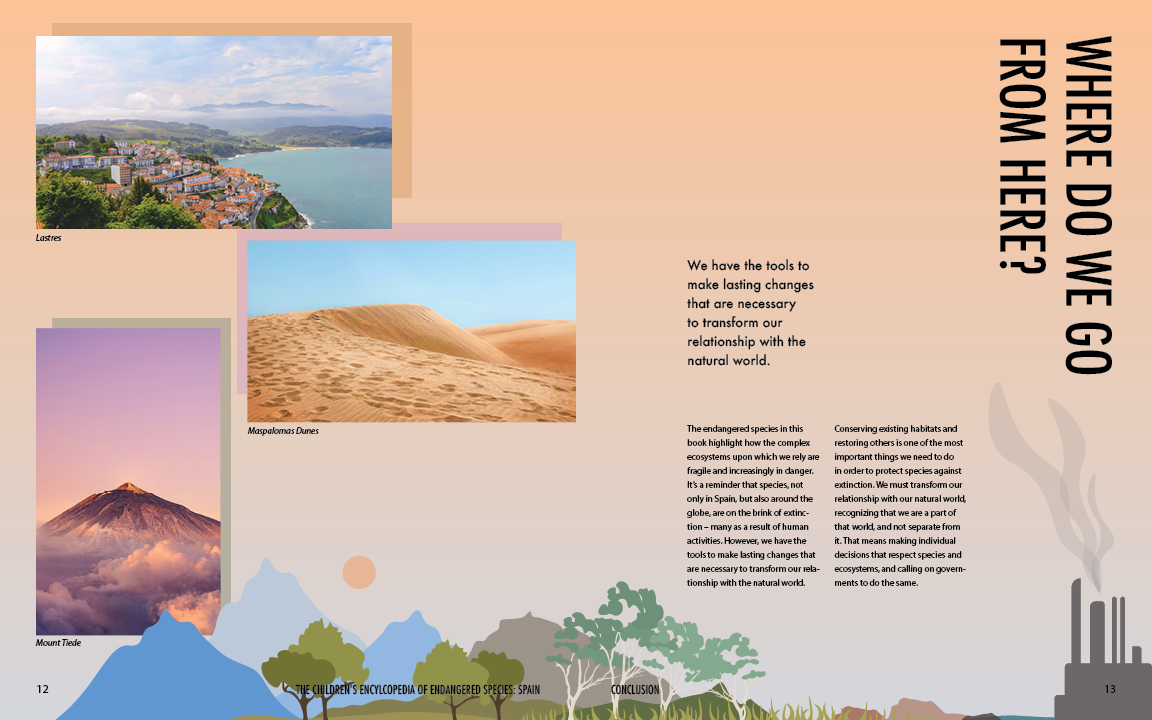 WHERE DO WE GO
FROM HERE?
Lastres
Maspalomas Dunes
Mount Tiede
We have the tools to
make lasting changes
that are necessary
to transform our
relationship with the
natural world.
The endangered species in this
book highlight how the complex
ecosystems upon which we rely are
fragile and increasingly in danger.
It's a reminder that species, not
only in Spain, but also around the
globe, are on the brink of extinc-
tion – many as a result of human
activities. However, we have the
tools to make lasting changes that
are necessary to transform our rela-
tionship with the natural world.
Conserving existing habitats and
restoring others is one of the most
important things we need to do
in order to protect species against
extinction. We must transform our
relationship with our natural world,
recognizing that we are a part of
that world, and not separate from
it. That means making individual
decisions that respect species and
ecosystems, and calling on govern-
ments to do the same.
12
THE CHILDREN'S ENCYLCOPEDIA OF ENDANGERED SPECIES: SPAIN
CONCLUSION
13